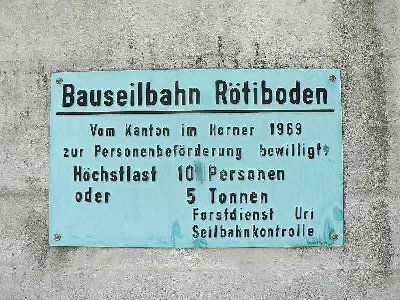 Bauseilbahn Rötiboden
Vom Kanton im Horner 1969
zur Personenbeförderung bewilligt
Höchstlast 10 Personen
oder 5 Tonnen
Forstdienst Uri
Seilbahnkontrolle